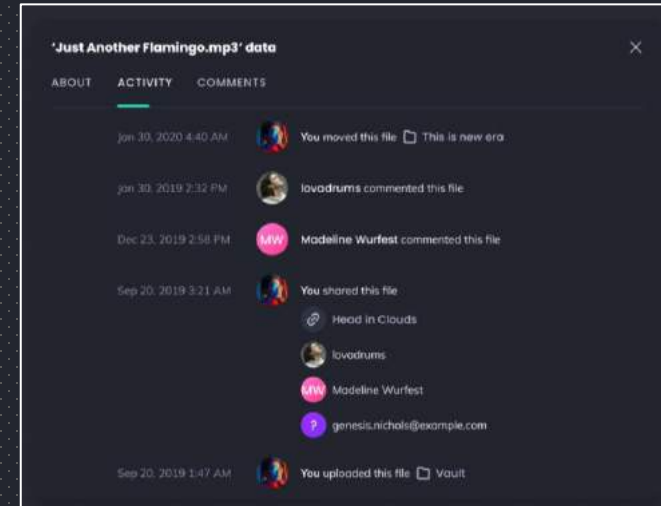 'Just Another Flamingo.mp3' data
ABOUT ACTIVITY COMMENTS
Jan 30, 2020 4:40 AM You moved this file This is new era
Jan 30, 2019 2:32 PM lovadrums commented this file
Dec 23, 2019 2:58 PM MW Madeline Wurfest commented this file
Sep 20, 2019 3:21 AM You shared this file
Head in Clouds
lovadrums
MW Madeline Wurfest
? genesis.nichols@example.com
Sep 20, 2019 1:47 AM You uploaded this file Vault